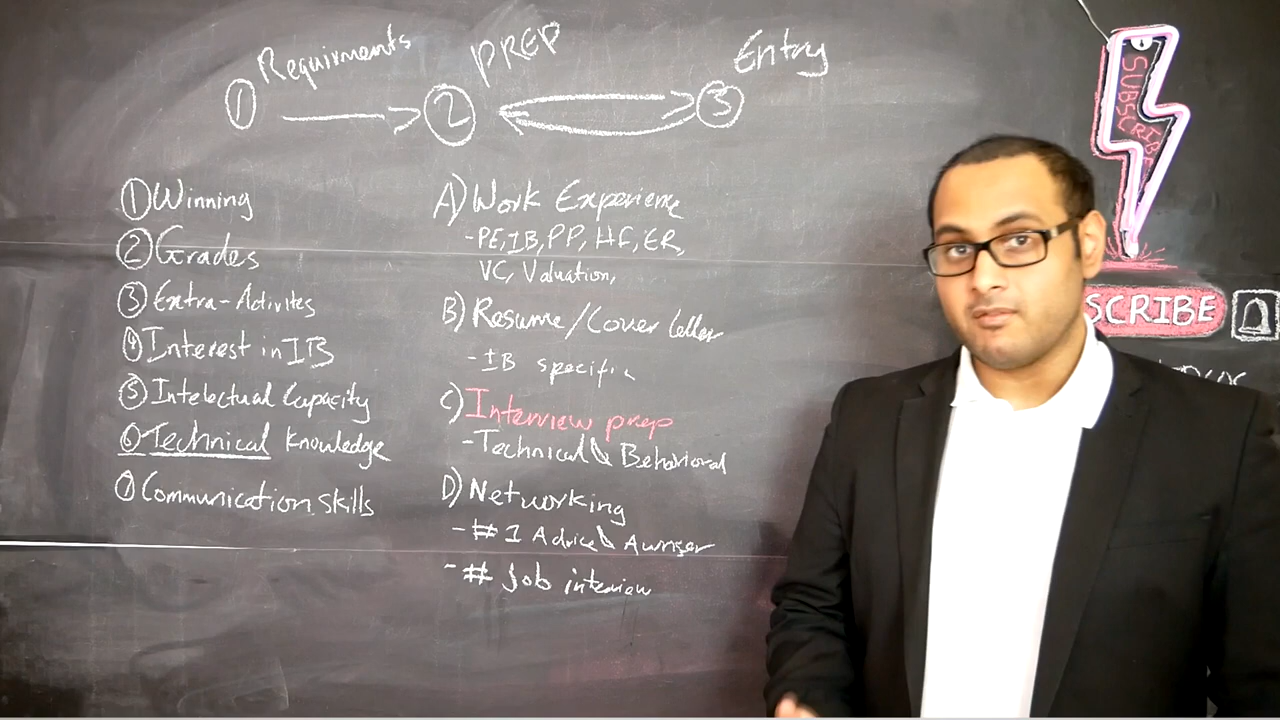 Requirments
PREP
Entry
1
2
3
1 Winning
2 Grades
3 Extra-Activites
4 Interest in IB
5 Intelectual Capacity
6 Technical Knowledge
7 Communication skills
A) Work Experience
- PE, IB, PP, HF, ER,
VC, Valuation,
B) Resume/Cover letter
- IB specific
C) Interview prep
- Technical & Behavioral
D) Networking
- # 1 Advice &
- # Job interview
SUBSCRIBE
SCRIBE